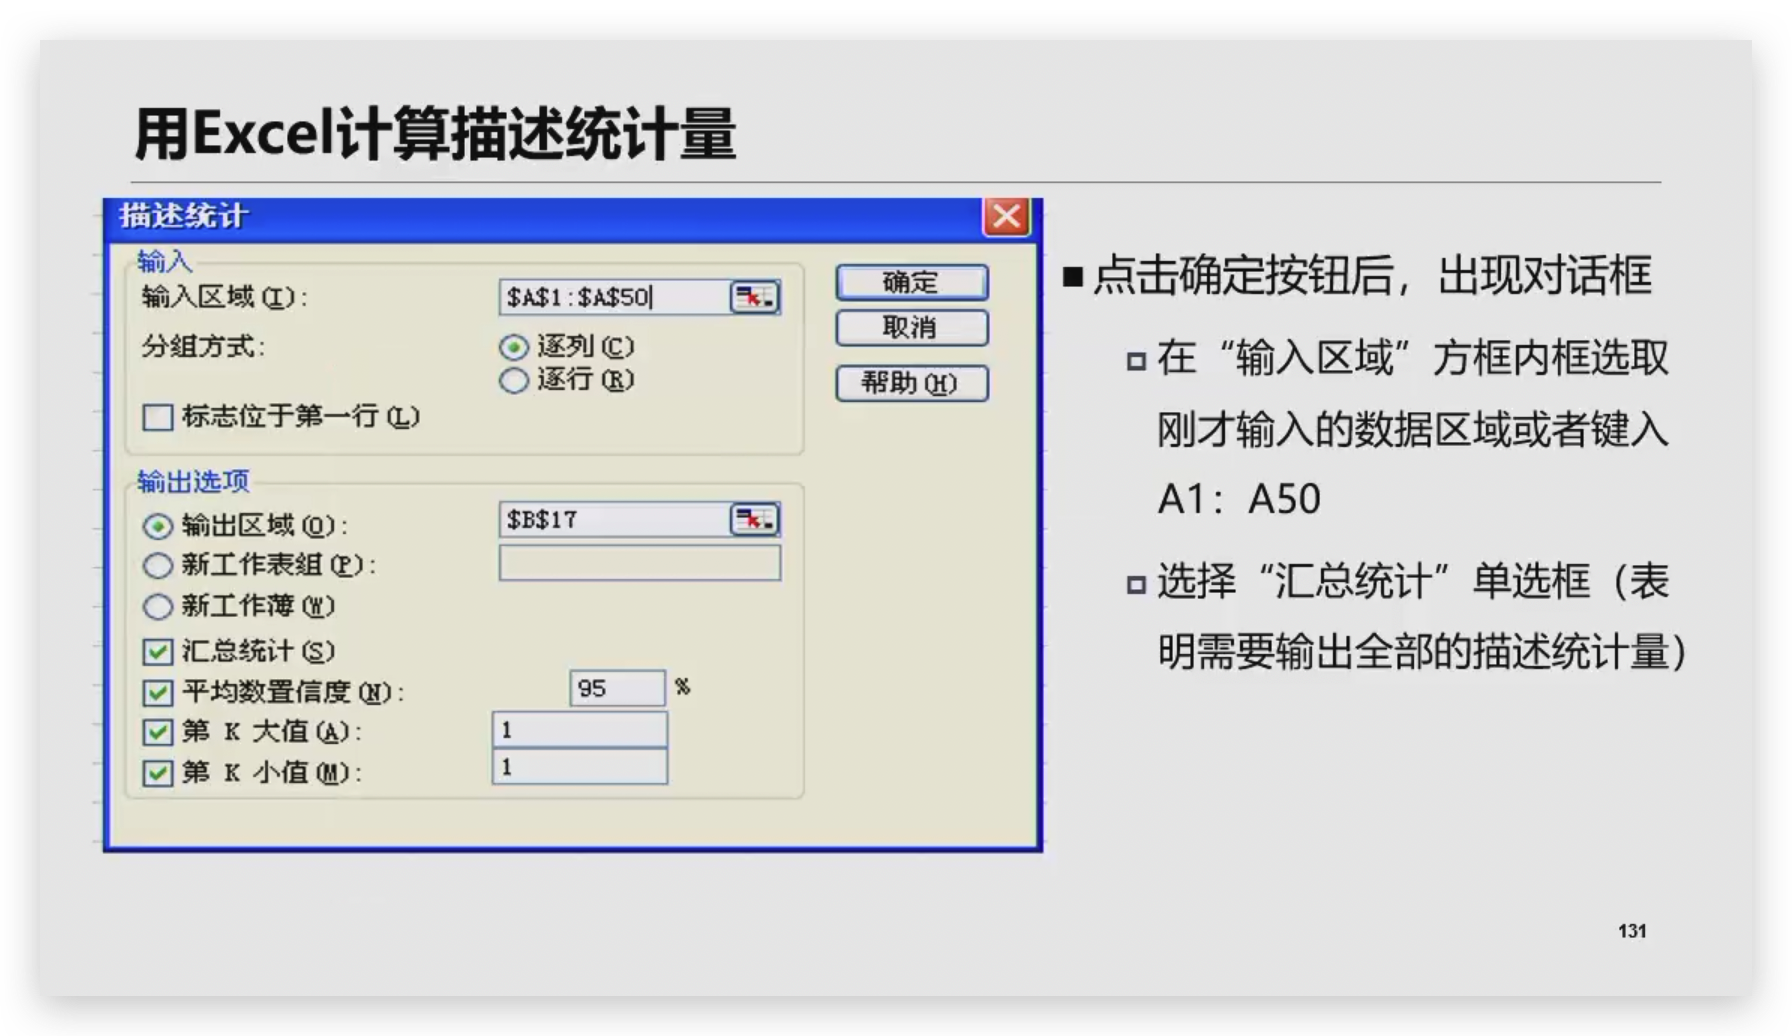 用Excel计算描述统计量
描述统计
输入
输入区域(I): $A$1:$A$50
分组方式: 逐列(C)
逐行(R)
标志位于第一行(L)
确定
取消
帮助(H)
输出选项
输出区域(O): $B$17
新工作表组(P):
新工作薄(W)
汇总统计(S)
平均数置信度(N): 95 %
第 K 大值(A): 1
第 K 小值(M): 1
■点击确定按钮后，出现对话框
在“输入区域”方框内框选取
刚才输入的数据区域或者键入
A1：A50
选择“汇总统计”单选框（表
明需要输出全部的描述统计量）
131